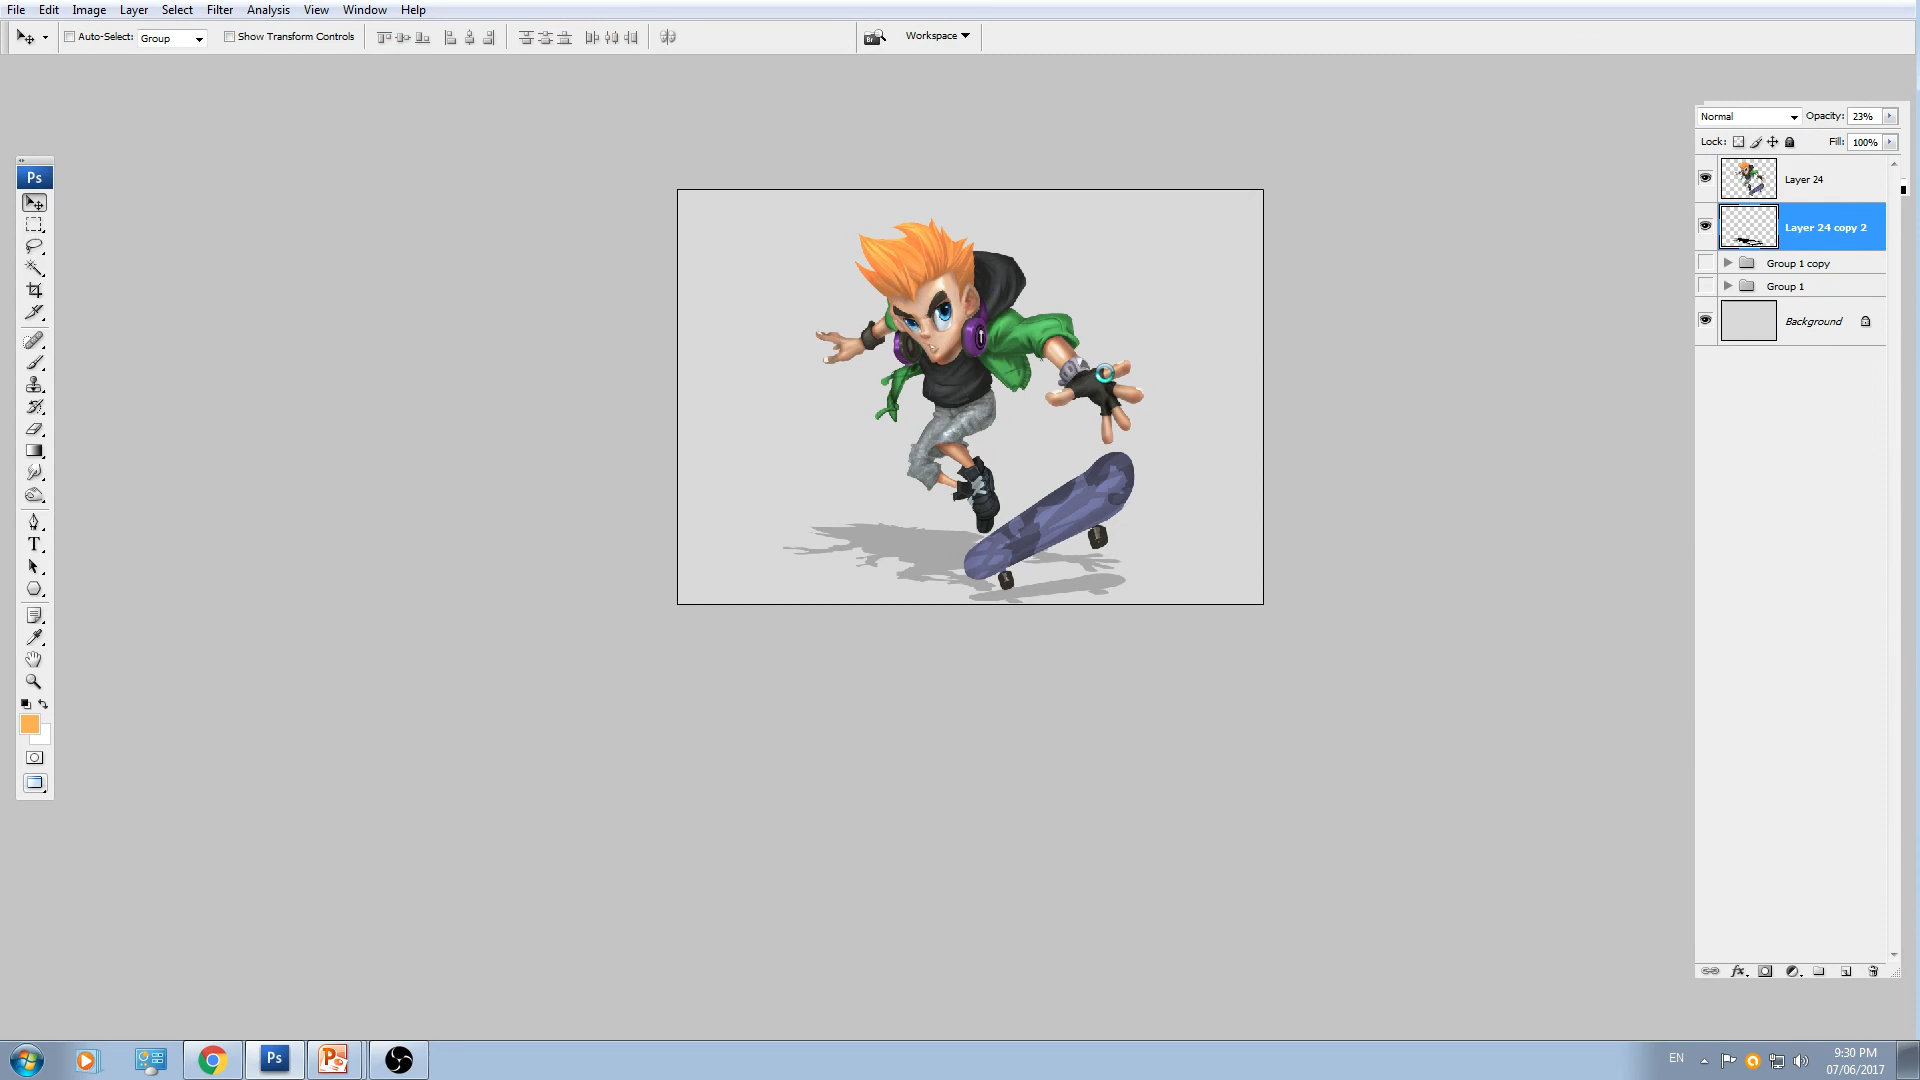 File Edit Image Layer Select Filter Analysis View Window Help
Auto-Select: Group Show Transform Controls Workspace
Normal Opacity: 23%
Lock: Fill: 100%
Ps
Layer 24
Layer 24 copy 2
Group 1 copy
Group 1
Background
T
Ps
EN
9:30 PM
07/06/2017